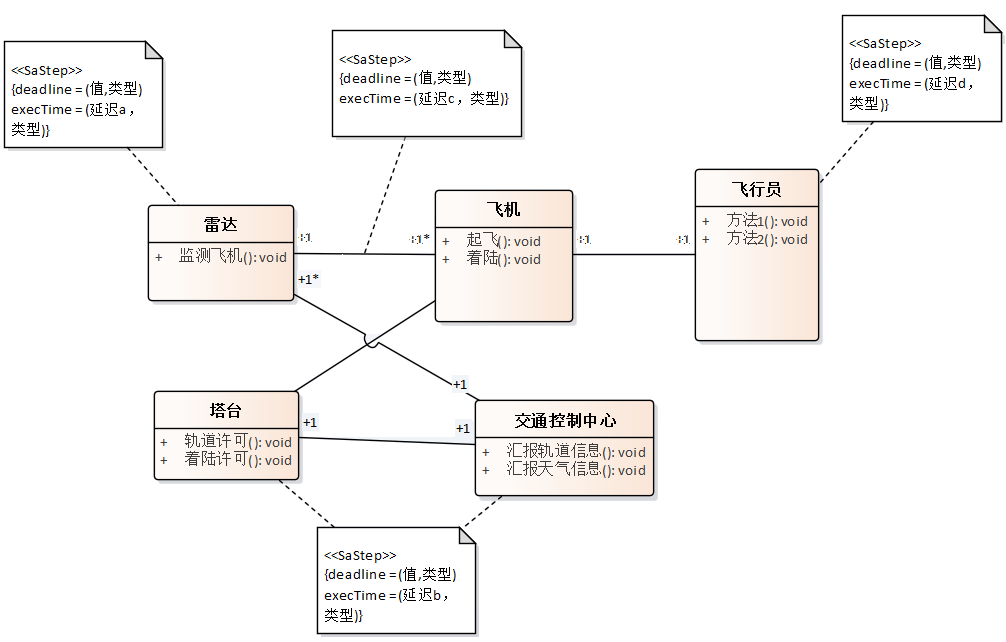 <<SaStep>>
{deadline = (值,类型)
execTime = (延迟a，
类型)}
<<SaStep>>
{deadline = (值,类型)
execTime = (延迟c，类型)}
<<SaStep>>
{deadline = (值,类型)
execTime = (延迟d，
类型)}
雷达
+ 监测飞机(): void
+1
+1*
+1*
飞机
+ 起飞(): void
+ 着陆(): void
+1
+1
飞行员
+ 方法1(): void
+ 方法2(): void
塔台
+ 轨道许可(): void
+ 着陆许可(): void
+1
+1
+1
交通控制中心
+ 汇报轨道信息(): void
+ 汇报天气信息(): void
<<SaStep>>
{deadline = (值,类型)
execTime = (延迟b，
类型)}